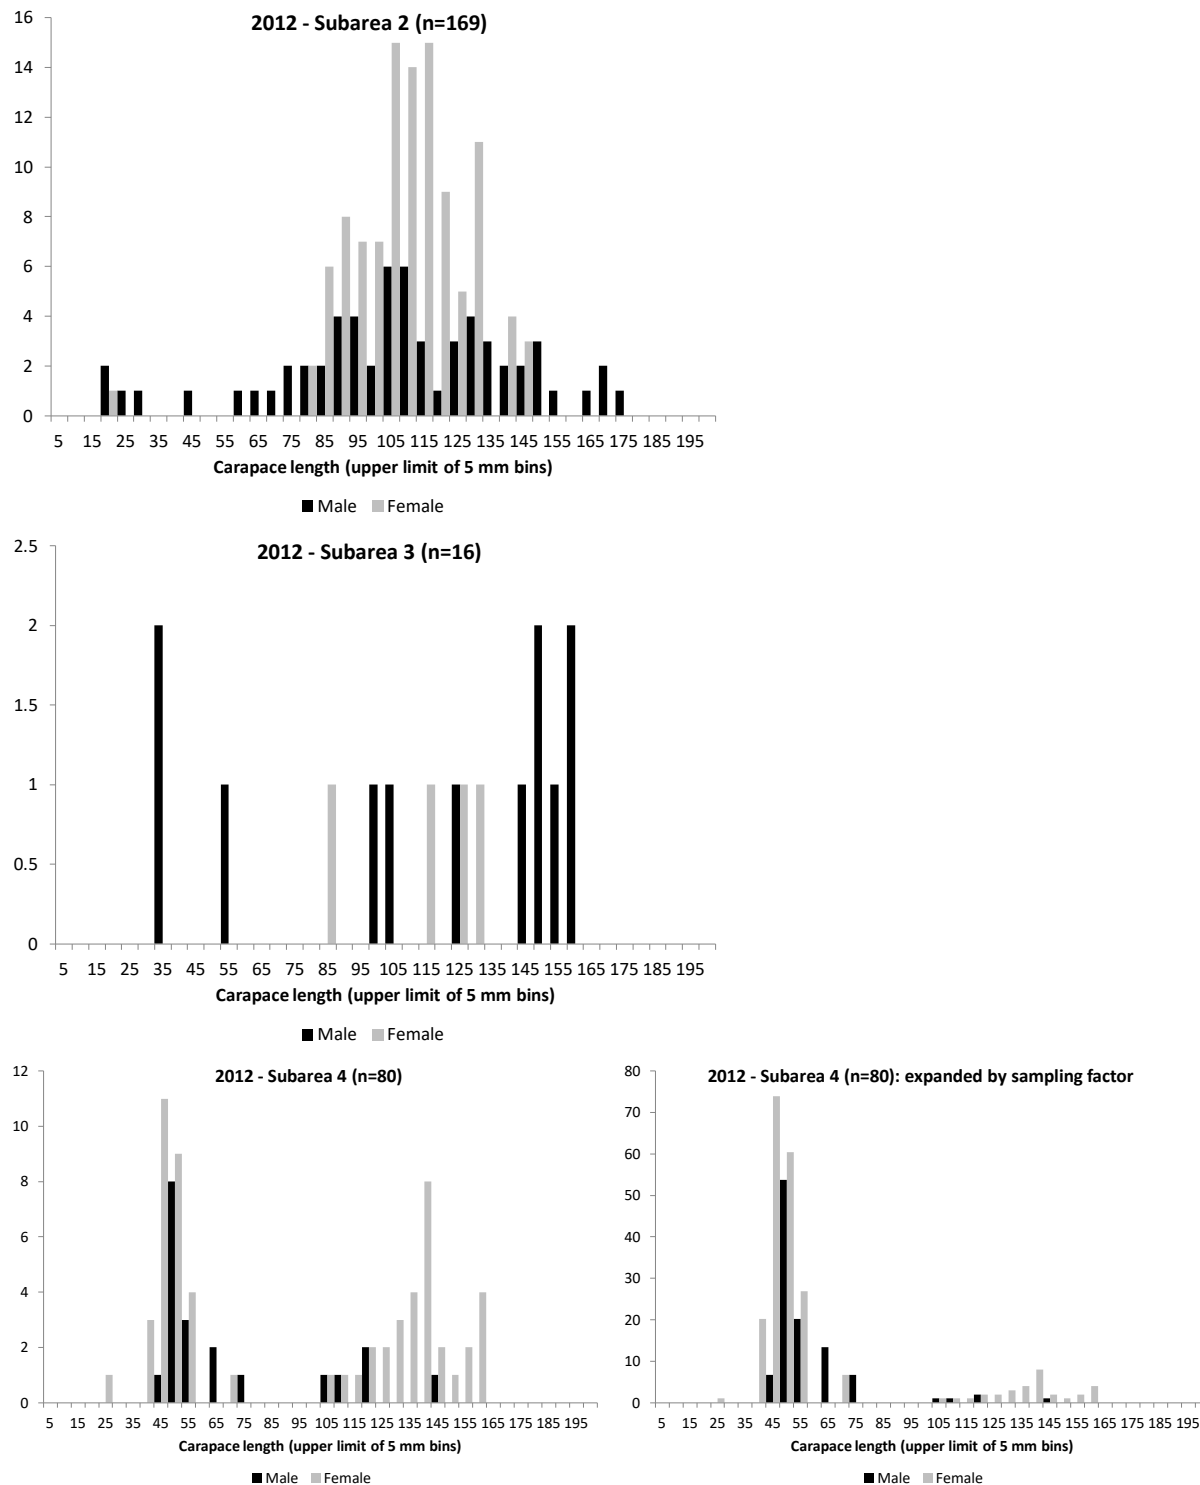 2012 - Subarea 2 (n=169)
16
14
12
10
8
6
4
2
0
5 15 25 35 45 55 65 75 85 95 105 115 125 135 145 155 165 175 185 195
Carapace length (upper limit of 5 mm bins)
Male Female
2012 - Subarea 3 (n=16)
2.5
2
1.5
1
0.5
0
5 15 25 35 45 55 65 75 85 95 105 115 125 135 145 155 165 175 185 195
Carapace length (upper limit of 5 mm bins)
Male Female
2012 - Subarea 4 (n=80)
12
10
8
6
4
2
0
5 15 25 35 45 55 65 75 85 95 105 115 125 135 145 155 165 175 185 195
Carapace length (upper limit of 5 mm bins)
Male Female
2012 - Subarea 4 (n=80): expanded by sampling factor
80
70
60
50
40
30
20
10
0
5 15 25 35 45 55 65 75 85 95 105 115 125 135 145 155 165 175 185 195
Carapace length (upper limit of 5 mm bins)
Male Female